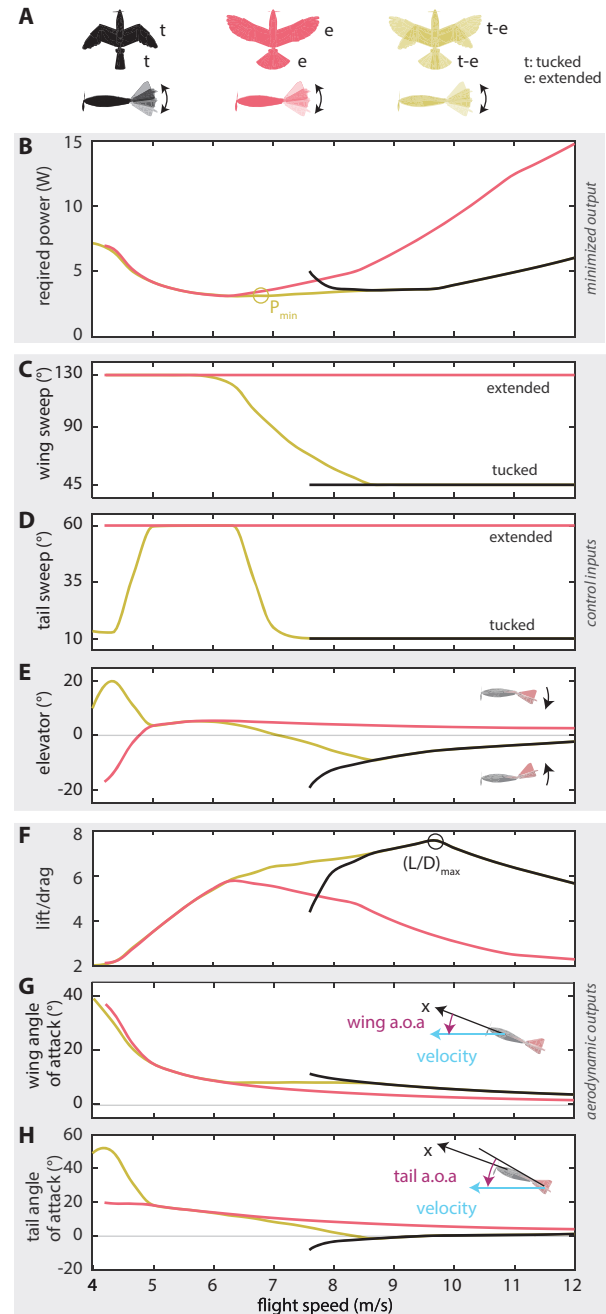 A
t
t
e
e
t-e
t-e
t: tucked
e: extended
B
15
10
5
0
reqired power (W)
P min
minimized output
C
130
90
45
wing sweep (°)
extended
tucked
D
60
35
10
tail sweep (°)
extended
tucked
control inputs
E
20
0
-20
elevator (°)
F
8
6
4
2
lift/drag
(L/D)max
G
40
20
0
wing angle
of attack (°)
x
wing a.o.a
velocity
aerodynamic outputs
H
60
40
20
0
-20
tail angle
of attack (°)
x
tail a.o.a
velocity
4 5 6 7 8 9 10 11 12
flight speed (m/s)